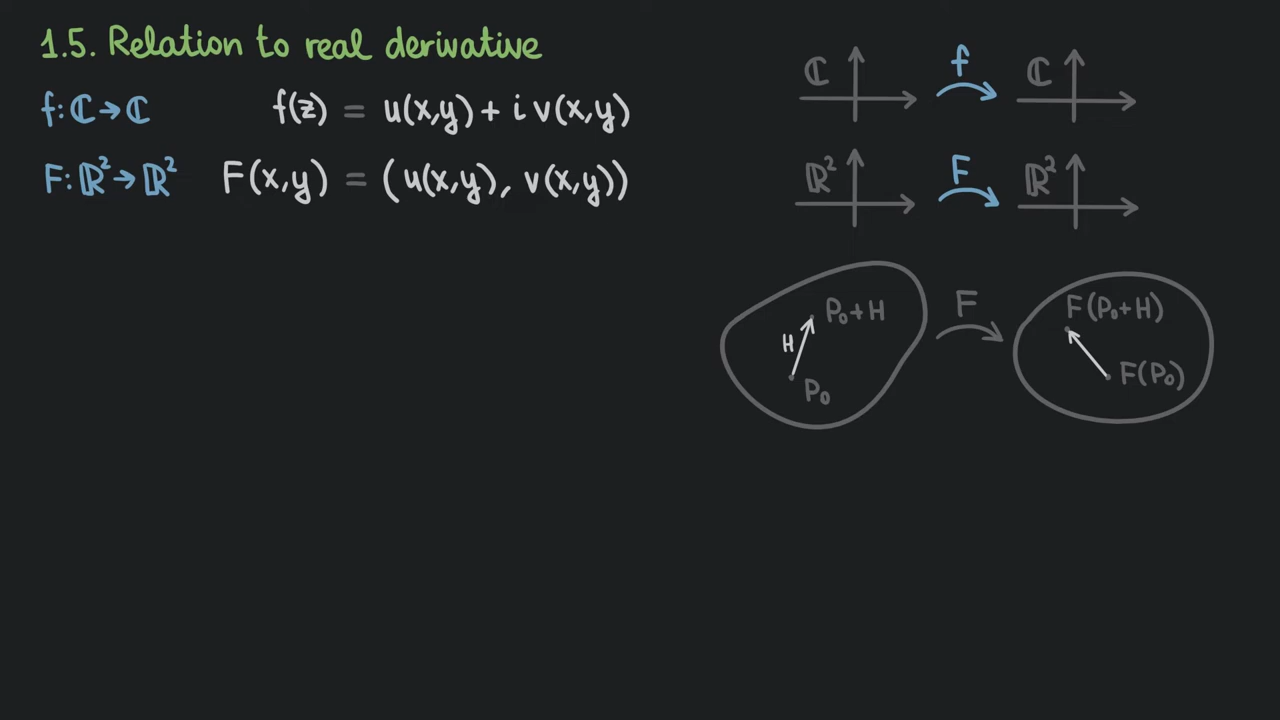 1.5. Relation to real derivative
f: ℂ → ℂ f(z) = u(x,y) + i v(x,y)
F: ℝ² → ℝ² F(x,y) = (u(x,y), v(x,y))
ℂ f ℂ
ℝ² F ℝ²
P₀+H F F(P₀+H)
H
P₀ F(P₀)